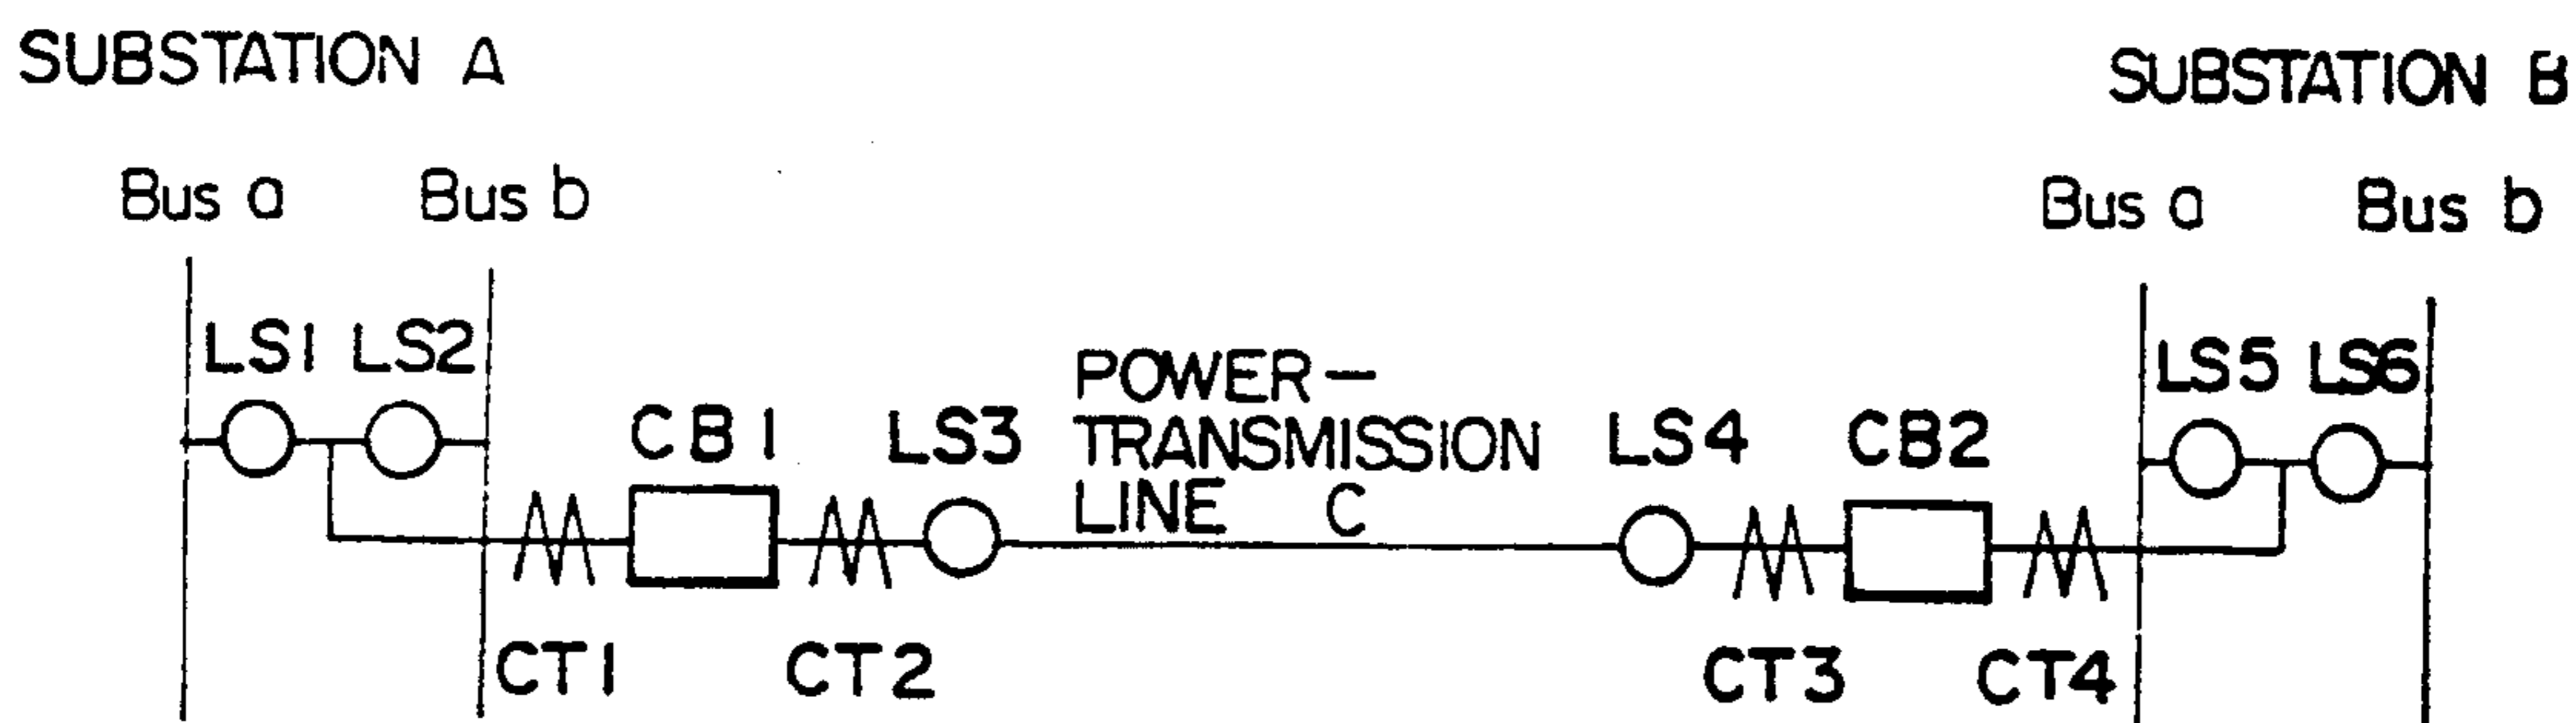 SUBSTATION A
SUBSTATION B
Bus a
Bus b
Bus a
Bus b
LS1
LS2
CB1
LS3
POWER-
TRANSMISSION
LINE C
LS4
CB2
LS5
LS6
CT1
CT2
CT3
CT4